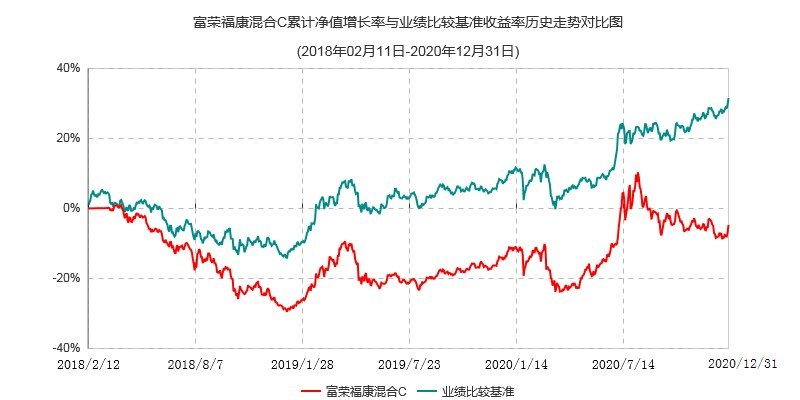 富荣福康混合C累计净值增长率与业绩比较基准收益率历史走势对比图
(2018年02月11日-2020年12月31日)
40%
20%
0%
-20%
-40%
2018/2/12 2018/8/7 2019/1/28 2019/7/23 2020/1/14 2020/7/14 2020/12/31
富荣福康混合C 业绩比较基准